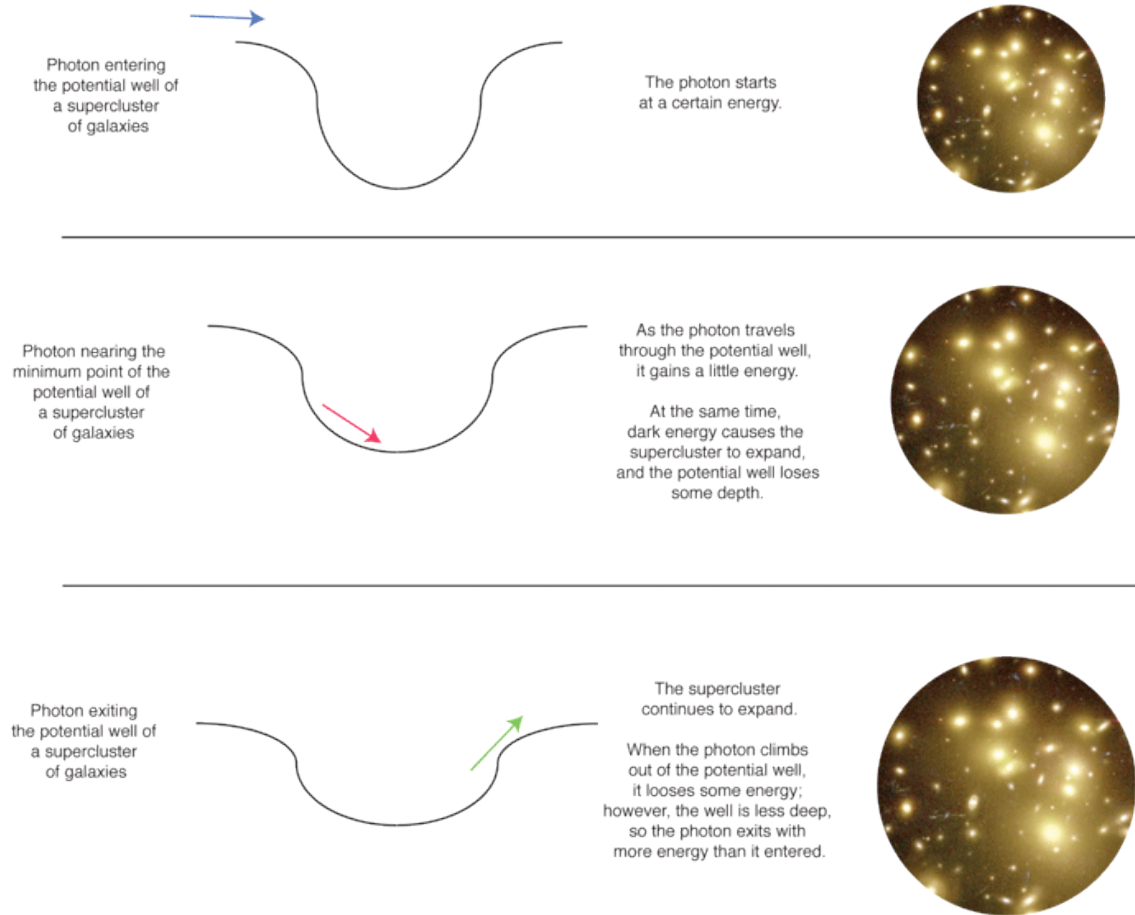 Photon entering
the potential well of
a supercluster
of galaxies
The photon starts
at a certain energy.
Photon nearing the
minimum point of the
potential well of
a supercluster
of galaxies
As the photon travels
through the potential well,
it gains a little energy.
At the same time,
dark energy causes the
supercluster to expand,
and the potential well loses
some depth.
Photon exiting
the potential well of
a supercluster
of galaxies
The supercluster
continues to expand.
When the photon climbs
out of the potential well,
it looses some energy;
however, the well is less deep,
so the photon exits with
more energy than it entered.